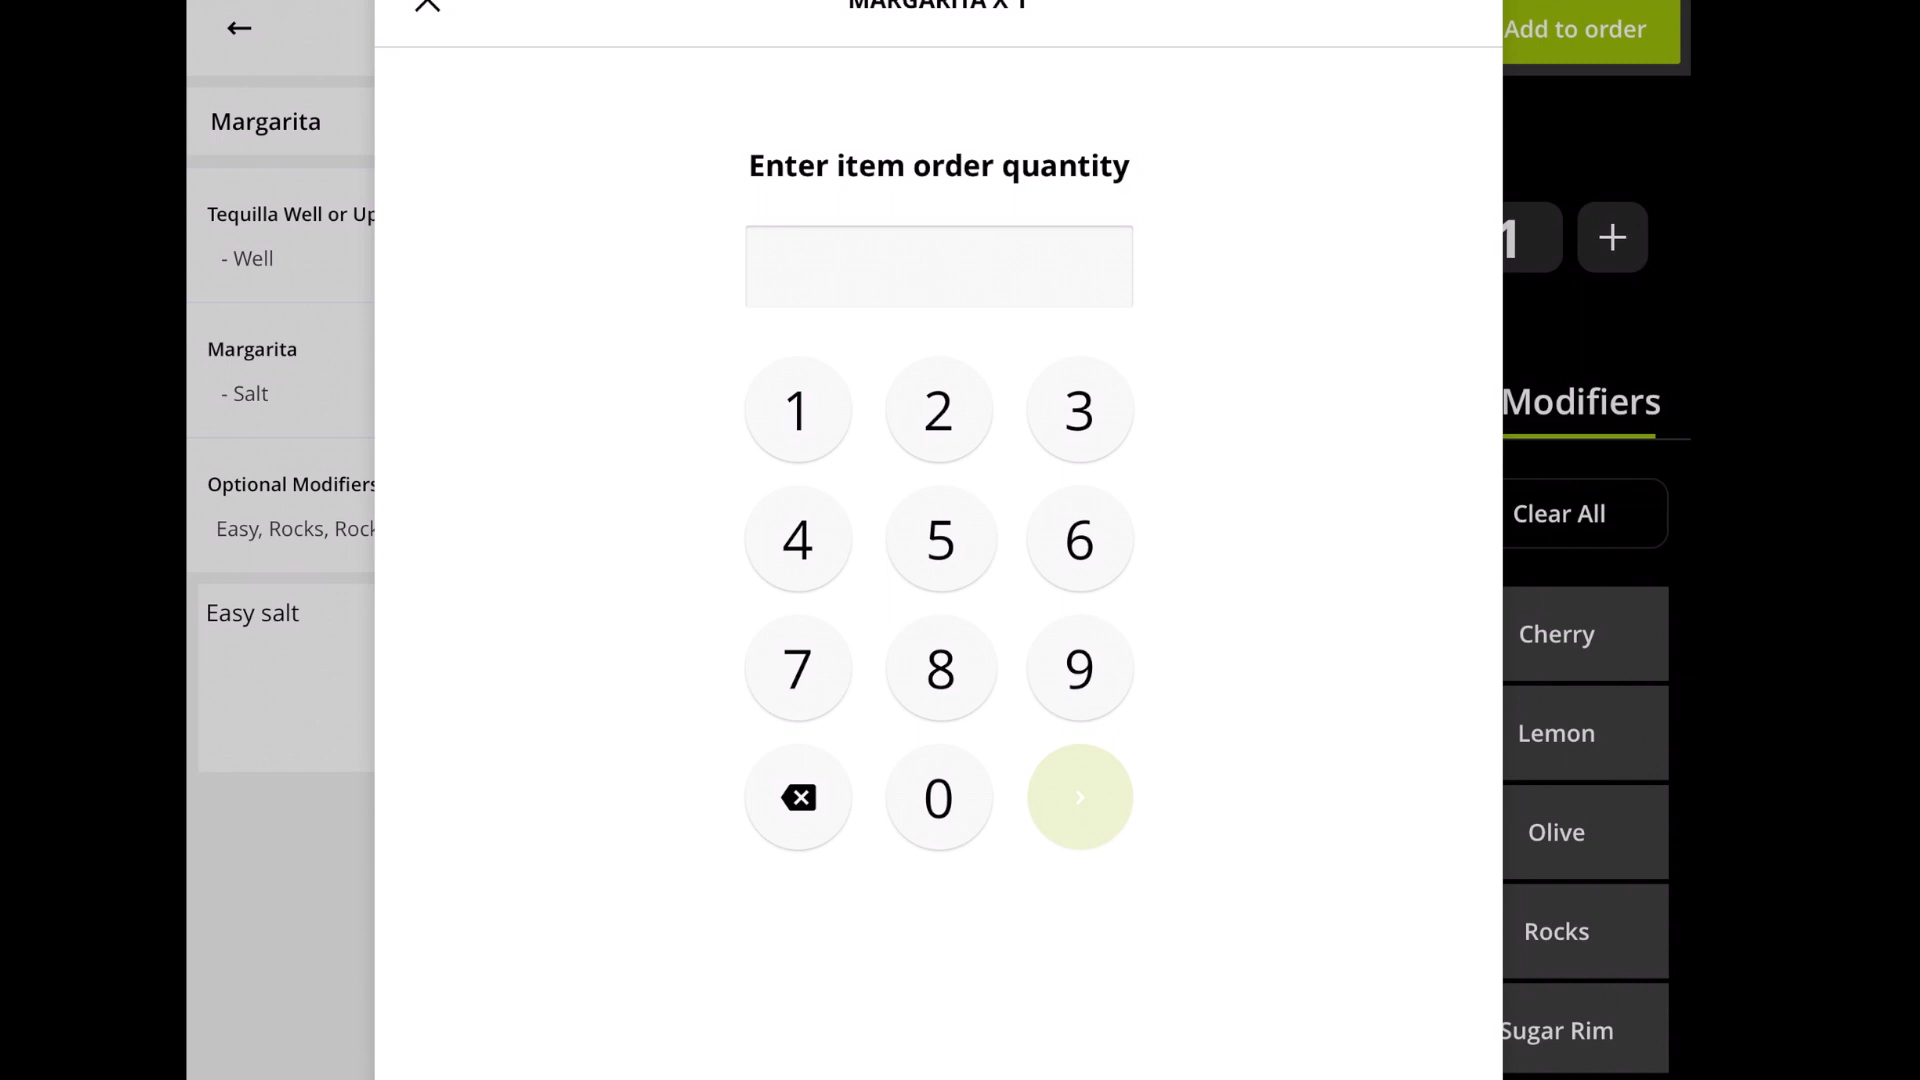 MARGARITA X 1
Add to order
Margarita
Enter item order quantity
Tequilla Well or Up
- Well
1
Margarita
- Salt
1 2 3
Modifiers
Optional Modifiers
Easy, Rocks, Rock
4 5 6
Clear All
Easy salt
7 8 9
Cherry
Lemon
0
Olive
Rocks
Sugar Rim